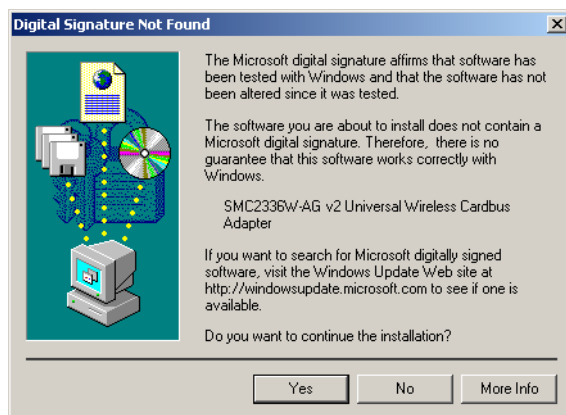 Digital Signature Not Found
The Microsoft digital signature affirms that software has
been tested with Windows and that the software has not
been altered since it was tested.
The software you are about to install does not contain a
Microsoft digital signature. Therefore, there is no
guarantee that this software works correctly with
Windows.
SMC2336W-AG v2 Universal Wireless Cardbus
Adapter
If you want to search for Microsoft digitally signed
software, visit the Windows Update Web site at
http://windowsupdate.microsoft.com to see if one is
available.
Do you want to continue the installation?
Yes No More Info